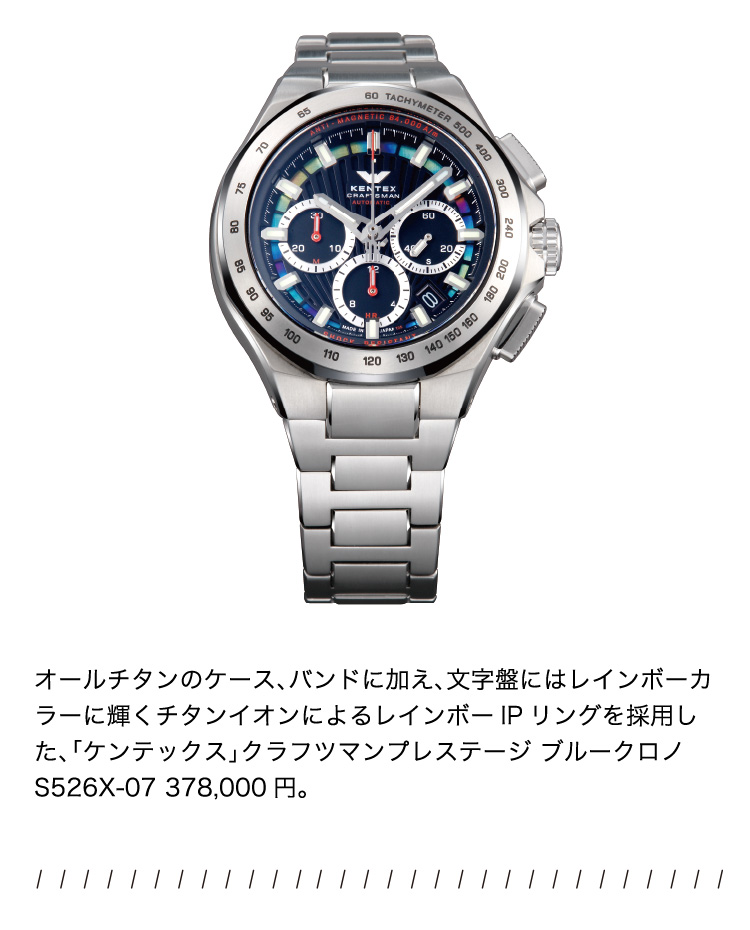 60 TACHYMETER 500 400 300 240 200 180 160 150 140 130 120 110 100 95 90 85 80 75 70 65
ANTI-MAGNETIC 64,000A/m
KENTEX
CRAFTSMAN
AUTOMATIC
30
20 10
M
60
40 20
S
12
8 4
HR
MADE IN JAPAN
SHOCK RESISTANT
オールチタンのケース、バンドに加え、文字盤にはレインボーカ
ラーに輝くチタンイオンによるレインボー IP リングを採用し
た、「ケンテックス」クラフツマンプレステージ ブルークロノ
S526X-07 378,000 円。
/ / / / / / / / / / / / / / / / / / / / / / / / / / / / / /